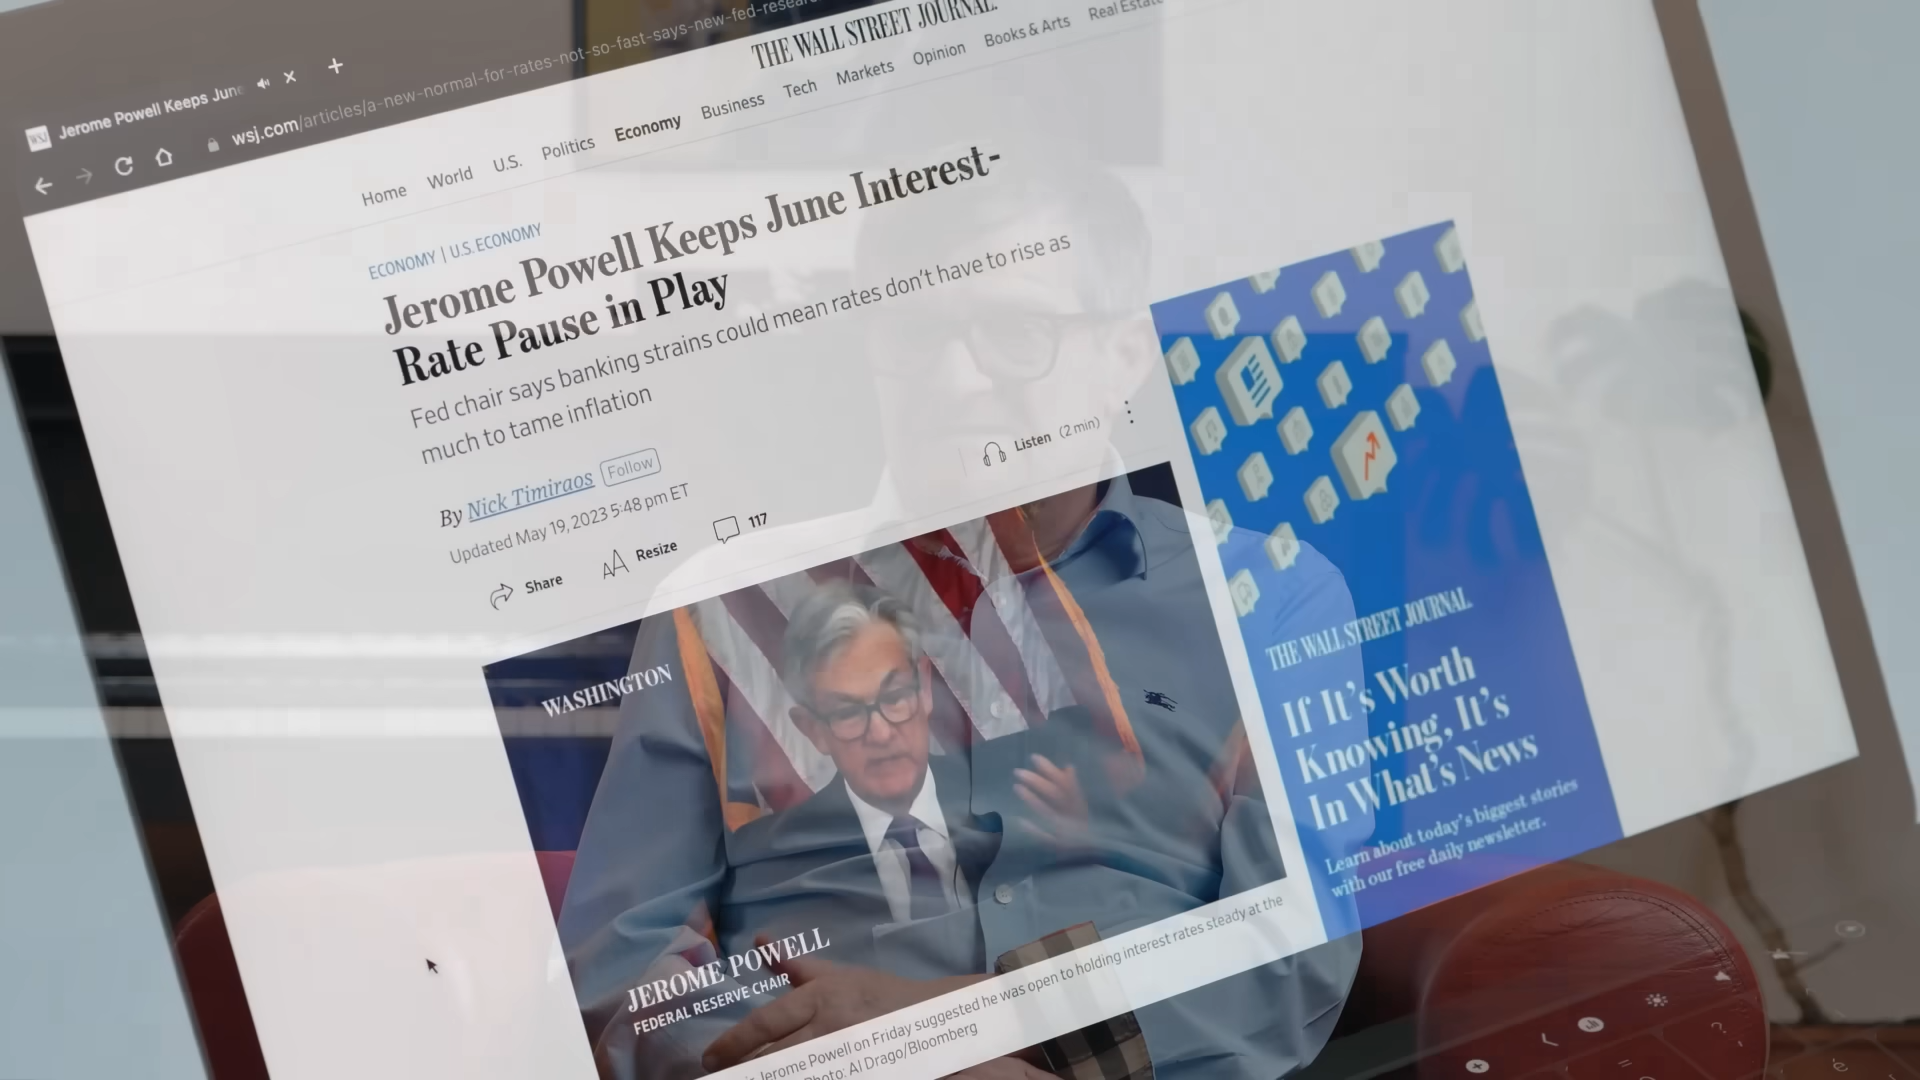 Jerome Powell Keeps June
wsj.com/articles/a-new-normal-for-rates-not-so-fast-says-new-fed-resear
THE WALL STREET JOURNAL.
Home World U.S. Politics Economy Business Tech Markets Opinion Books & Arts Real Estate
ECONOMY | U.S. ECONOMY
Jerome Powell Keeps June Interest-
Rate Pause in Play
Fed chair says banking strains could mean rates don't have to rise as
much to tame inflation
By Nick Timiraos Follow
Updated May 19, 2023 5:48 pm ET
Share Resize 117
Listen (2 min)
WASHINGTON
JEROME POWELL
FEDERAL RESERVE CHAIR
Jerome Powell on Friday suggested he was open to holding interest rates steady at the
Photo: Al Drago/Bloomberg
THE WALL STREET JOURNAL.
If It's Worth
Knowing, It's
In What's News
Learn about today's biggest stories
with our free daily newsletter.